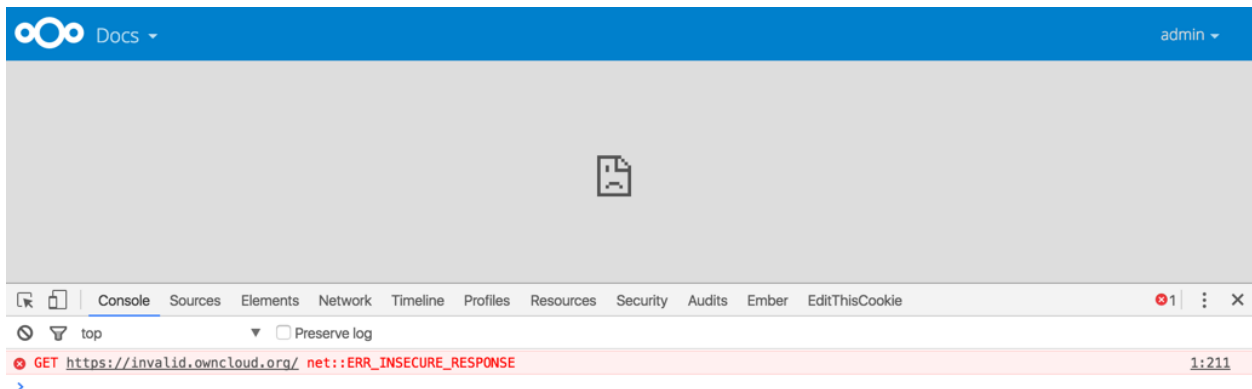 Docs admin
Console Sources Elements Network Timeline Profiles Resources Security Audits Ember EditThisCookie 1
top Preserve log
GET https://invalid.owncloud.org/ net::ERR_INSECURE_RESPONSE 1:211